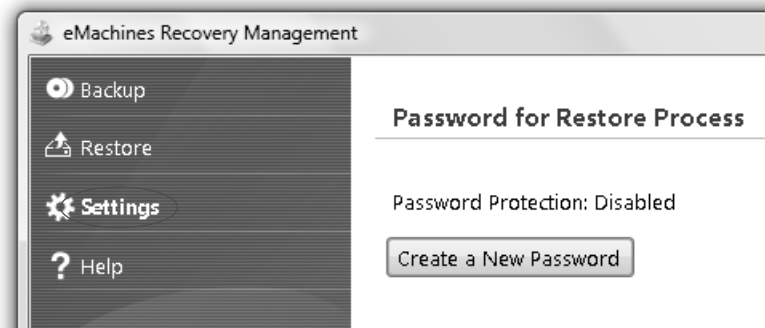 eMachines Recovery Management
Backup
Restore
Settings
Help
Password for Restore Process
Password Protection: Disabled
Create a New Password